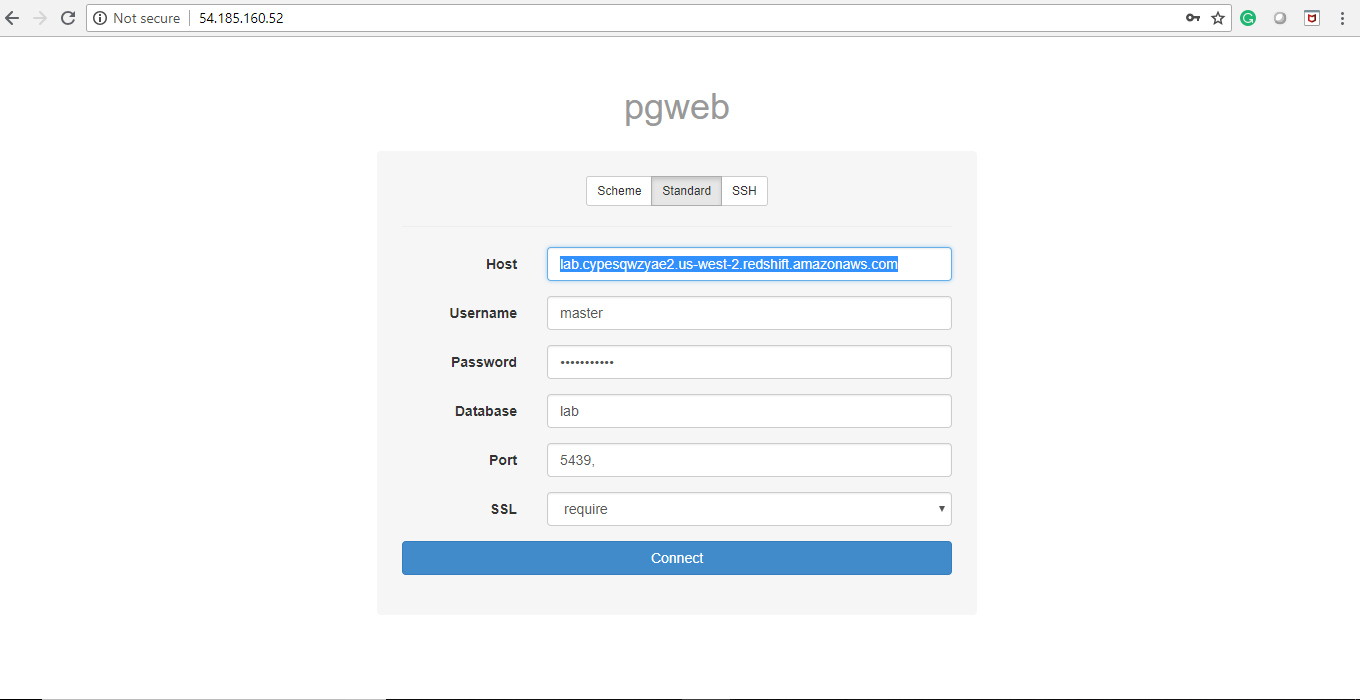 Not secure 54.185.160.52
pgweb
Scheme Standard SSH
Host lab.cypesqwzyae2.us-west-2.redshift.amazonaws.com
Username master
Password •••••••••••
Database lab
Port 5439,
SSL require
Connect